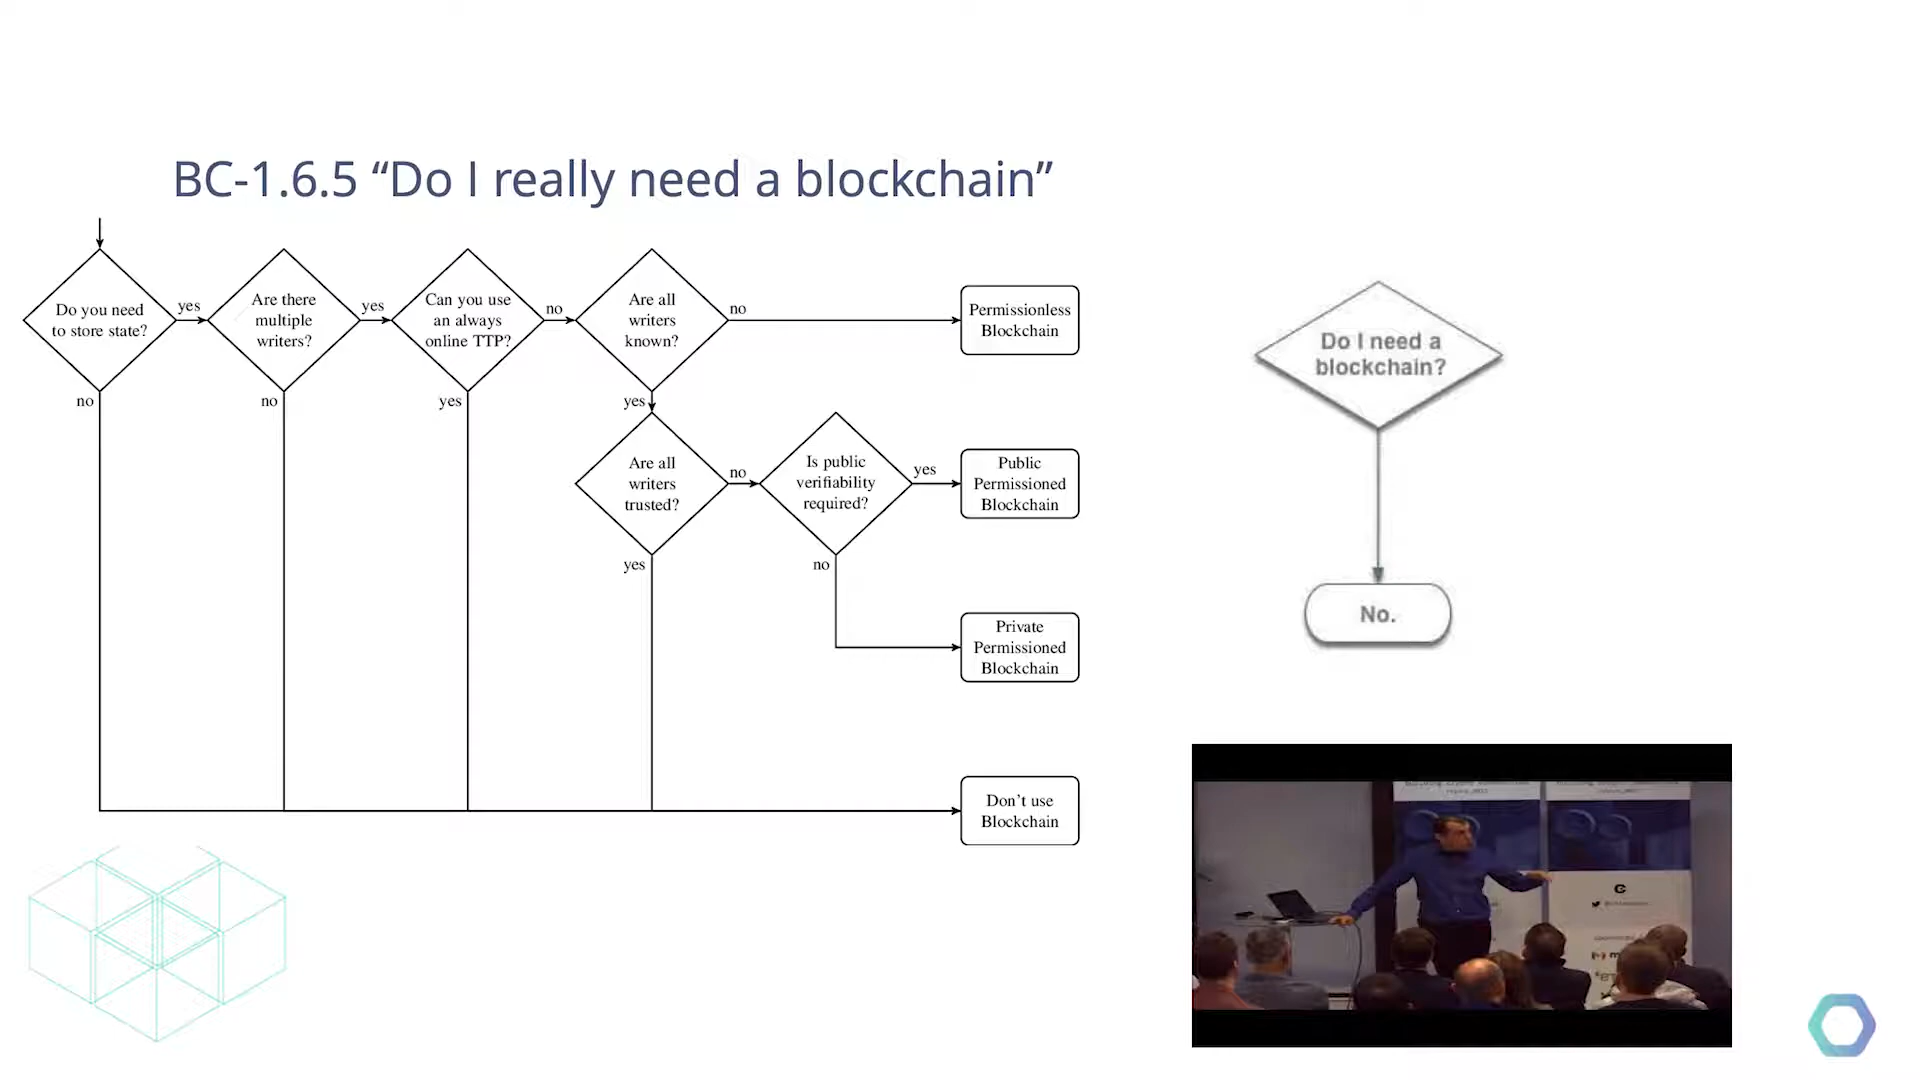 BC-1.6.5 “Do I really need a blockchain”
Do you need
to store state?
yes
no
Are there
multiple
writers?
yes
no
Can you use
an always
online TTP?
no
yes
Are all
writers
known?
no
yes
Permissionless
Blockchain
Are all
writers
trusted?
no
yes
Is public
verifiability
required?
yes
no
Public
Permissioned
Blockchain
Private
Permissioned
Blockchain
Don’t use
Blockchain
Do I need a
blockchain?
No.